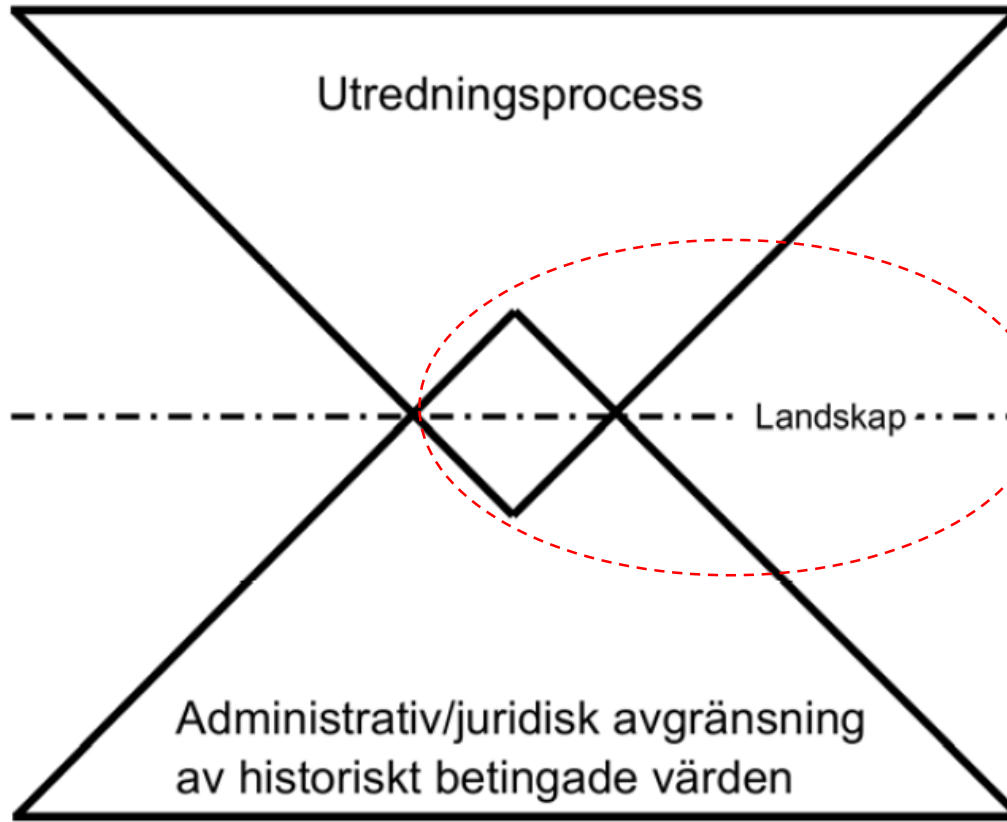 Utredningsprocess
Landskap
Administrativ/juridisk avgränsning
av historiskt betingade värden